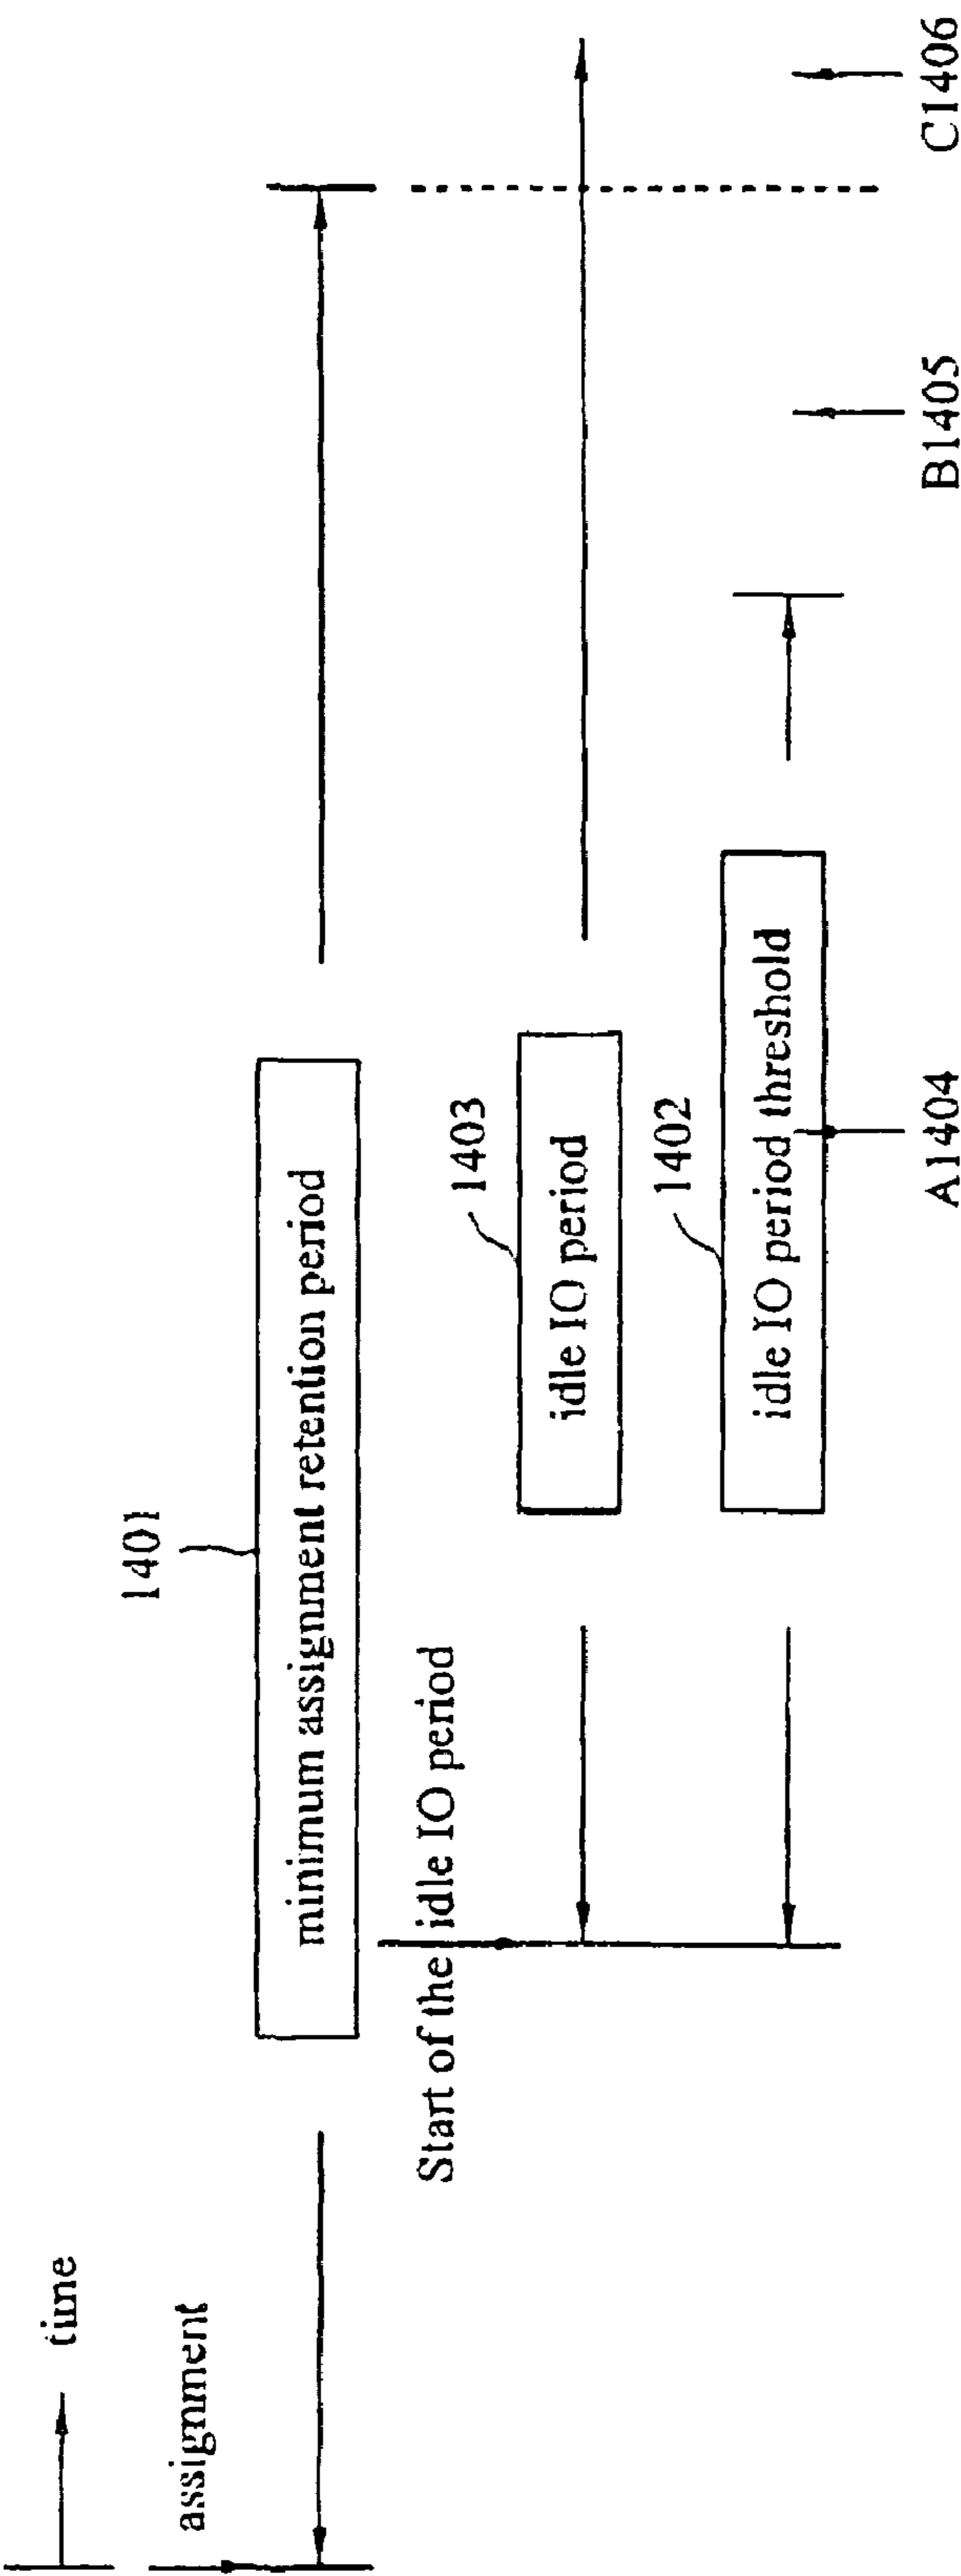 time
assignment
1401
minimum assignment retention period
Start of the idle IO period
1403
idle IO period
1402
idle IO period threshold
A1404
B1405
C1406